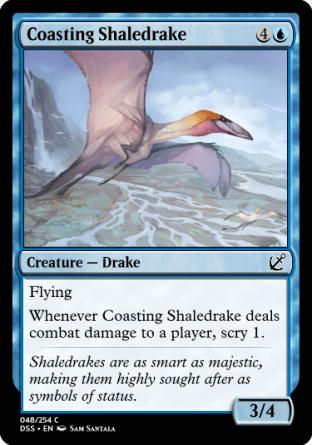 Coasting Shaledrake 4
Creature — Drake
Flying
Whenever Coasting Shaledrake deals
combat damage to a player, scry 1.
Shaledrakes are as smart as majestic,
making them highly sought after as
symbols of status.
3/4
048/254 C
DSS • EN Sam Santala